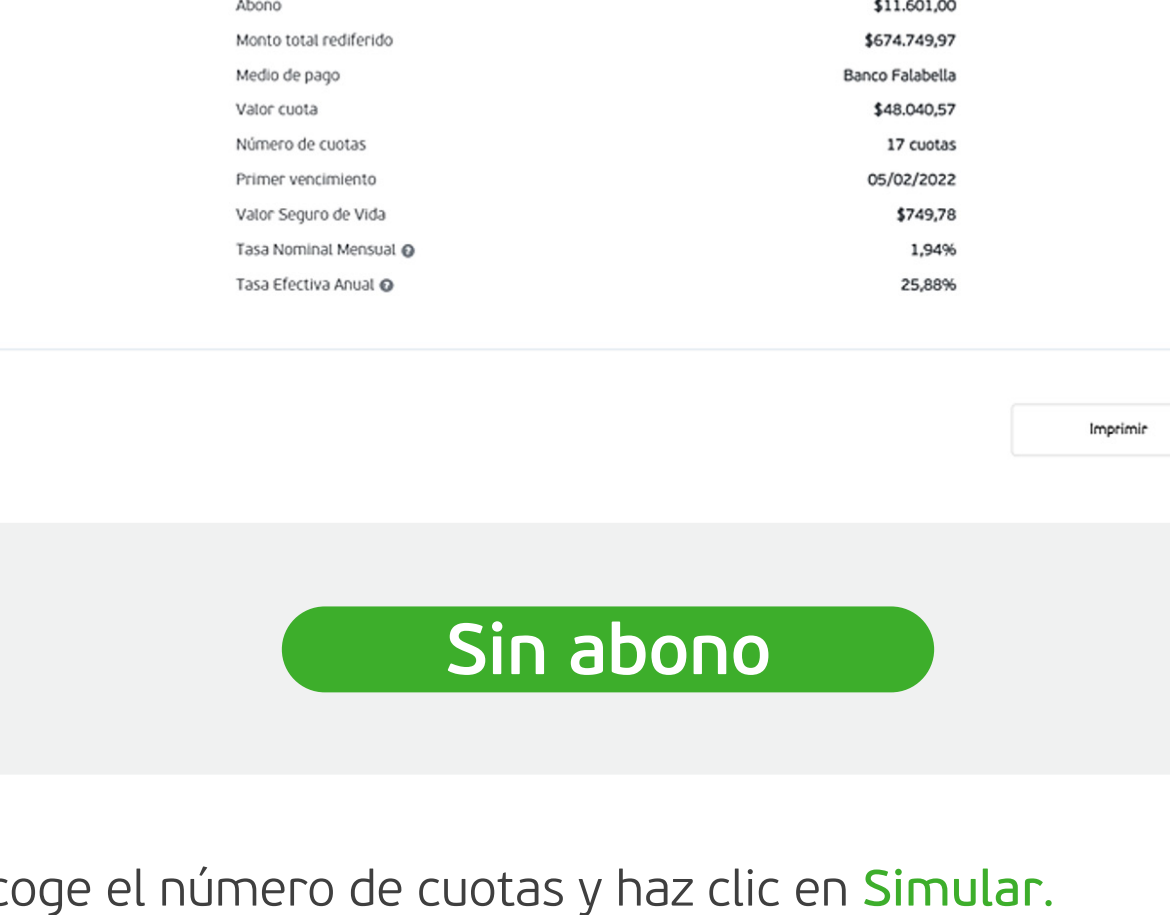 Abono $11.601,00
Monto total rediferido $674.749,97
Medio de pago Banco Falabella
Valor cuota $48.040,57
Número de cuotas 17 cuotas
Primer vencimiento 05/02/2022
Valor Seguro de Vida $749,78
Tasa Nominal Mensual ? 1,94%
Tasa Efectiva Anual ? 25,88%
Imprimir
Sin abono
coge el número de cuotas y haz clic en Simular.